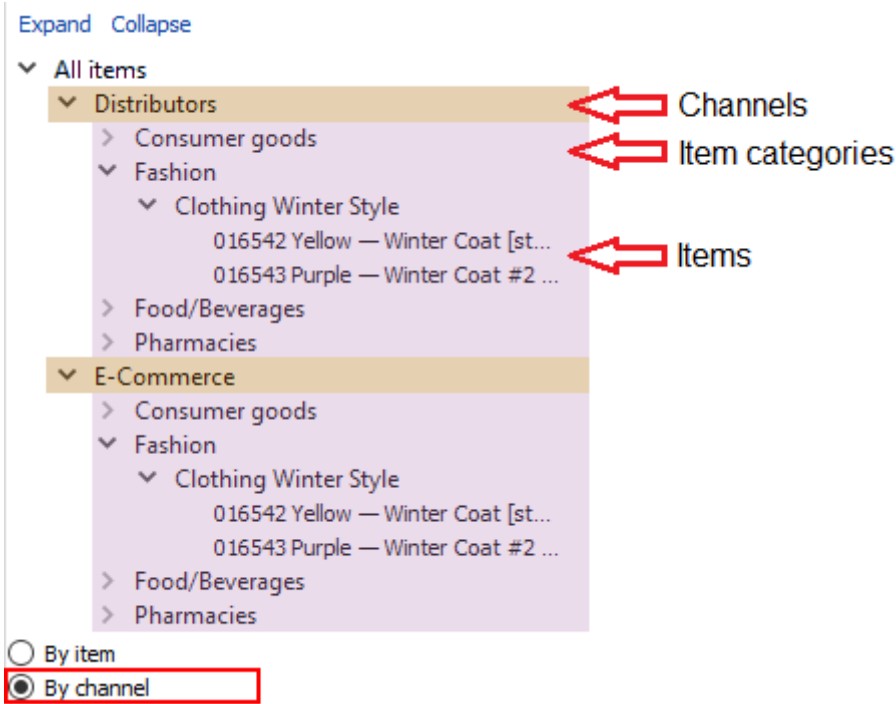 Expand Collapse
All items
Distributors
Channels
Consumer goods
Item categories
Fashion
Clothing Winter Style
016542 Yellow — Winter Coat [st...
Items
016543 Purple — Winter Coat #2 ...
Food/Beverages
Pharmacies
E-Commerce
Consumer goods
Fashion
Clothing Winter Style
016542 Yellow — Winter Coat [st...
016543 Purple — Winter Coat #2 ...
Food/Beverages
Pharmacies
By item
By channel